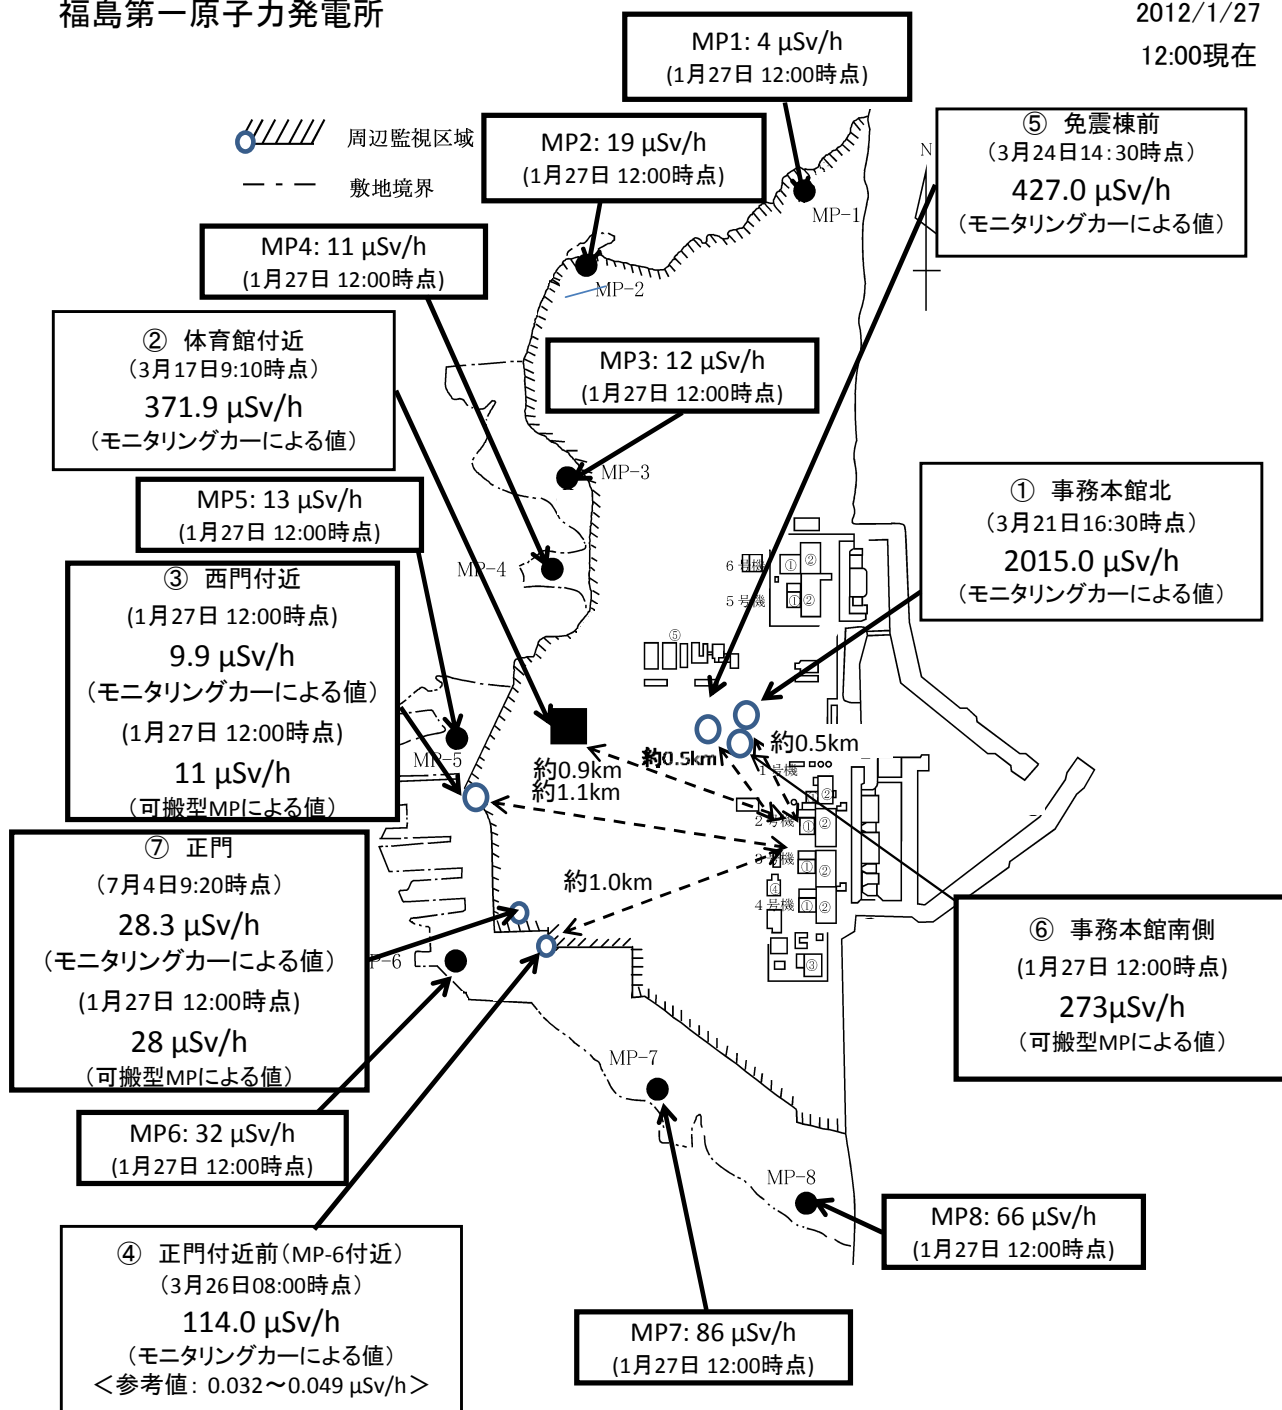 福島第一原子力発電所
2012/1/27
12:00現在
MP1: 4 μSv/h
(1月27日 12:00時点)
周辺監視区域
敷地境界
MP2: 19 μSv/h
(1月27日 12:00時点)
⑤ 免震棟前
(3月24日14:30時点)
427.0 μSv/h
(モニタリングカーによる値)
N
MP-1
MP4: 11 μSv/h
(1月27日 12:00時点)
MP-2
② 体育館付近
(3月17日9:10時点)
371.9 μSv/h
(モニタリングカーによる値)
MP3: 12 μSv/h
(1月27日 12:00時点)
MP-3
MP5: 13 μSv/h
(1月27日 12:00時点)
① 事務本館北
(3月21日16:30時点)
2015.0 μSv/h
(モニタリングカーによる値)
MP-4
6号機
①
②
5号機
①
②
③ 西門付近
(1月27日 12:00時点)
9.9 μSv/h
(モニタリングカーによる値)
(1月27日 12:00時点)
11 μSv/h
(可搬型MPによる値)
⑤
MP-5
約0.9km
約1.1km
約0.5km
約0.5km
1号機
②
2号機
①
②
3号機
①
②
④
4号機
①
②
③
約1.0km
⑦ 正門
(7月4日9:20時点)
28.3 μSv/h
(モニタリングカーによる値)
(1月27日 12:00時点)
28 μSv/h
(可搬型MPによる値)
P-6
⑥ 事務本館南側
(1月27日 12:00時点)
273μSv/h
(可搬型MPによる値)
MP-7
MP6: 32 μSv/h
(1月27日 12:00時点)
MP-8
MP8: 66 μSv/h
(1月27日 12:00時点)
④ 正門付近前(MP-6付近)
(3月26日08:00時点)
114.0 μSv/h
(モニタリングカーによる値)
<参考値: 0.032~0.049 μSv/h>
MP7: 86 μSv/h
(1月27日 12:00時点)